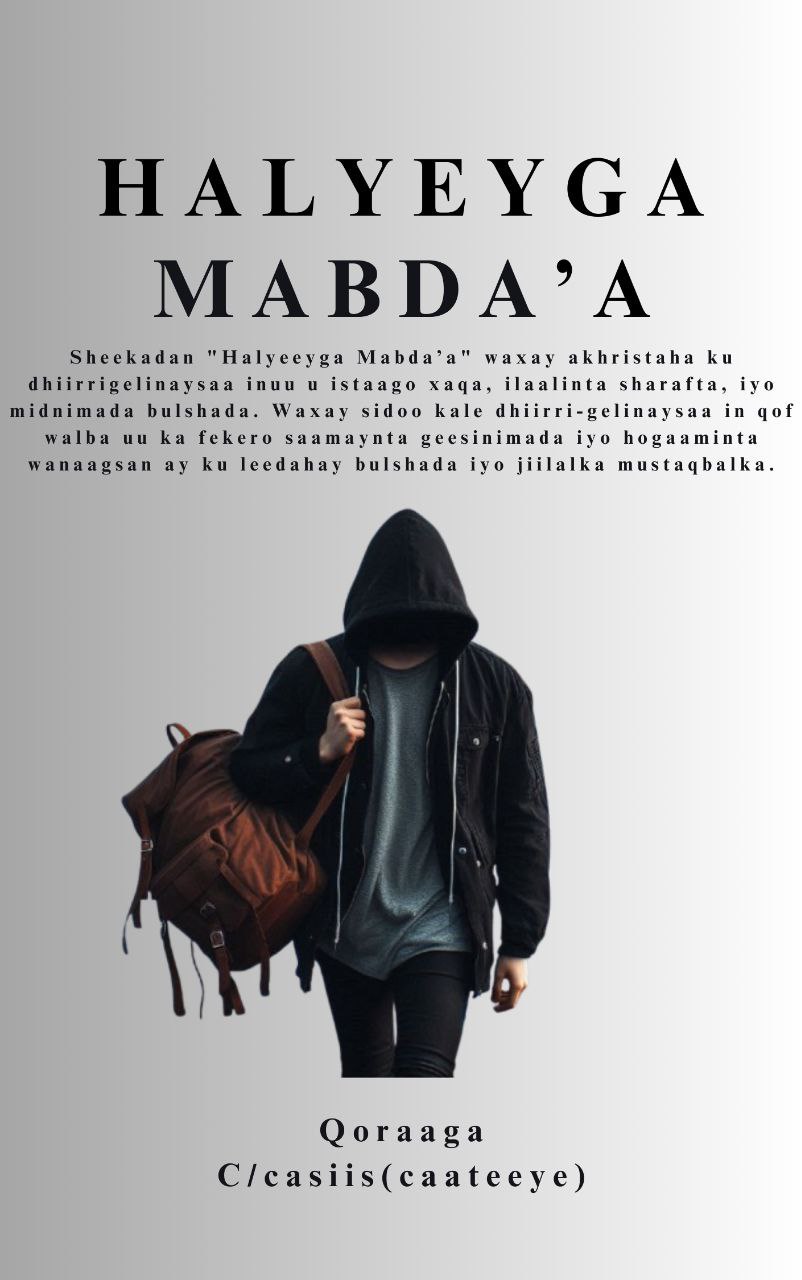 HALYEYGA
MABDA’A
Sheekadan "Halyeeyga Mabda’a" waxay akhristaha ku
dhiirrigelinaysaa inuu u istaago xaqa, ilaalinta sharafta, iyo
midnimada bulshada. Waxay sidoo kale dhiirri-gelinaysaa in qof
walba uu ka fekero saamaynta geesinimada iyo hogaaminta
wanaagsan ay ku leedahay bulshada iyo jiilalka mustaqbalka.
Qoraaga
C/casiis(caateeye)